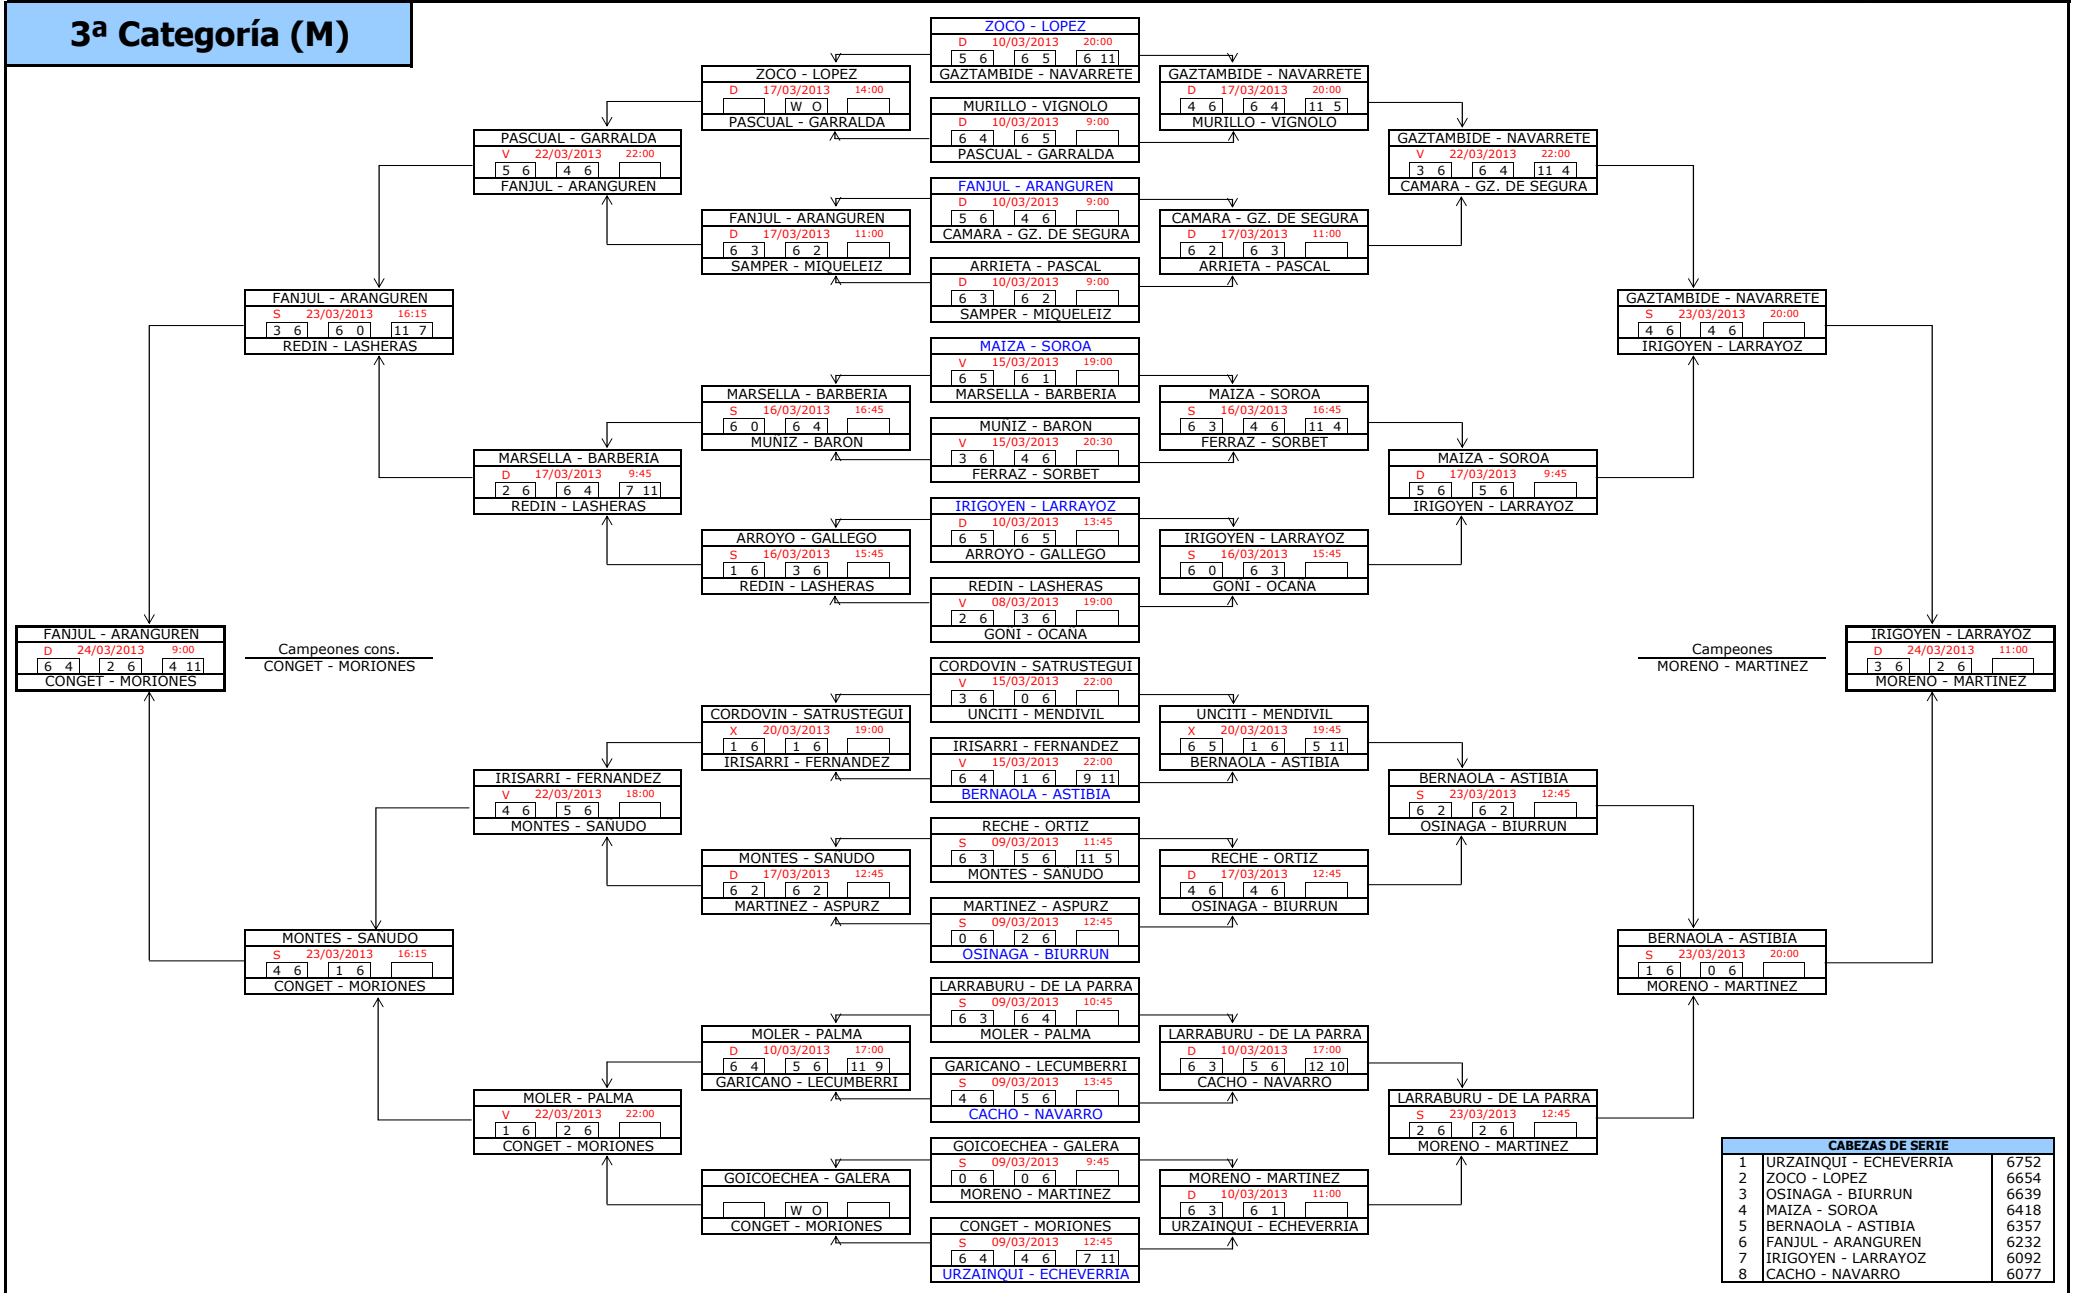 3ª Categoría (M)
ZOCO - LOPEZ
D 10/03/2013 20:00
5 6 6 5 6 11
GAZTAMBIDE - NAVARRETE
MURILLO - VIGNOLO
D 10/03/2013 9:00
6 4 6 5
PASCUAL - GARRALDA
FANJUL - ARANGUREN
D 10/03/2013 9:00
5 6 4 6
CAMARA - GZ. DE SEGURA
ARRIETA - PASCAL
D 10/03/2013 9:00
6 3 6 2
SAMPER - MIQUELEIZ
MAIZA - SOROA
V 15/03/2013 19:00
6 5 6 1
MARSELLA - BARBERIA
MUÑIZ - BARON
V 15/03/2013 20:30
3 6 4 6
FERRAZ - SORBET
IRIGOYEN - LARRAYOZ
D 10/03/2013 13:45
6 5 6 5
ARROYO - GALLEGO
REDIN - LASHERAS
V 08/03/2013 19:00
2 6 3 6
GOÑI - OCAÑA
CORDOVIN - SATRUSTEGUI
V 15/03/2013 22:00
3 6 0 6
UNCITI - MENDIVIL
IRISARRI - FERNANDEZ
V 15/03/2013 22:00
6 4 1 6 9 11
BERNAOLA - ASTIBIA
RECHE - ORTIZ
S 09/03/2013 11:45
6 3 5 6 11 5
MONTES - SAÑUDO
MARTINEZ - ASPURZ
S 09/03/2013 12:45
0 6 2 6
OSINAGA - BIURRUN
LARRABURU - DE LA PARRA
S 09/03/2013 10:45
6 3 6 4
MOLER - PALMA
GARICANO - LECUMBERRI
S 09/03/2013 13:45
4 6 5 6
CACHO - NAVARRO
GOICOECHEA - GALERA
S 09/03/2013 9:45
0 6 0 6
MORENO - MARTINEZ
CONGET - MORIONES
S 09/03/2013 12:45
6 4 4 6 7 11
URZAINQUI - ECHEVERRIA
ZOCO - LOPEZ
D 17/03/2013 14:00
W O
PASCUAL - GARRALDA
FANJUL - ARANGUREN
D 17/03/2013 11:00
6 3 6 2
SAMPER - MIQUELEIZ
MARSELLA - BARBERIA
S 16/03/2013 16:45
6 0 6 4
MUÑIZ - BARON
ARROYO - GALLEGO
S 16/03/2013 15:45
1 6 3 6
REDIN - LASHERAS
CORDOVIN - SATRUSTEGUI
X 20/03/2013 19:00
1 6 1 6
IRISARRI - FERNANDEZ
MONTES - SAÑUDO
D 17/03/2013 12:45
6 2 6 2
MARTINEZ - ASPURZ
MOLER - PALMA
D 10/03/2013 17:00
6 4 5 6 11 9
GARICANO - LECUMBERRI
GOICOECHEA - GALERA
W O
CONGET - MORIONES
PASCUAL - GARRALDA
V 22/03/2013 22:00
5 6 4 6
FANJUL - ARANGUREN
MARSELLA - BARBERIA
D 17/03/2013 9:45
2 6 6 4 7 11
REDIN - LASHERAS
IRISARRI - FERNANDEZ
V 22/03/2013 18:00
4 6 5 6
MONTES - SAÑUDO
MOLER - PALMA
V 22/03/2013 22:00
1 6 2 6
CONGET - MORIONES
FANJUL - ARANGUREN
S 23/03/2013 16:15
3 6 6 0 11 7
REDIN - LASHERAS
MONTES - SAÑUDO
S 23/03/2013 16:15
4 6 1 6
CONGET - MORIONES
FANJUL - ARANGUREN
D 24/03/2013 9:00
6 4 2 6 4 11
CONGET - MORIONES
Campeones cons.
CONGET - MORIONES
GAZTAMBIDE - NAVARRETE
D 17/03/2013 20:00
4 6 6 4 11 5
MURILLO - VIGNOLO
CAMARA - GZ. DE SEGURA
D 17/03/2013 11:00
6 2 6 3
ARRIETA - PASCAL
MAIZA - SOROA
S 16/03/2013 16:45
6 3 4 6 11 4
FERRAZ - SORBET
IRIGOYEN - LARRAYOZ
S 16/03/2013 15:45
6 0 6 3
GOÑI - OCAÑA
UNCITI - MENDIVIL
X 20/03/2013 19:45
6 5 1 6 5 11
BERNAOLA - ASTIBIA
RECHE - ORTIZ
D 17/03/2013 12:45
4 6 4 6
OSINAGA - BIURRUN
LARRABURU - DE LA PARRA
D 10/03/2013 17:00
6 3 5 6 12 10
CACHO - NAVARRO
MORENO - MARTINEZ
D 10/03/2013 11:00
6 3 6 1
URZAINQUI - ECHEVERRIA
GAZTAMBIDE - NAVARRETE
V 22/03/2013 22:00
3 6 6 4 11 4
CAMARA - GZ. DE SEGURA
MAIZA - SOROA
D 17/03/2013 9:45
5 6 5 6
IRIGOYEN - LARRAYOZ
BERNAOLA - ASTIBIA
S 23/03/2013 12:45
6 2 6 2
OSINAGA - BIURRUN
LARRABURU - DE LA PARRA
S 23/03/2013 12:45
2 6 2 6
MORENO - MARTINEZ
GAZTAMBIDE - NAVARRETE
S 23/03/2013 20:00
4 6 4 6
IRIGOYEN - LARRAYOZ
BERNAOLA - ASTIBIA
S 23/03/2013 20:00
1 6 0 6
MORENO - MARTINEZ
Campeones
MORENO - MARTINEZ
IRIGOYEN - LARRAYOZ
D 24/03/2013 11:00
3 6 2 6
MORENO - MARTINEZ
CABEZAS DE SERIE
1 URZAINQUI - ECHEVERRIA 6752
2 ZOCO - LOPEZ 6654
3 OSINAGA - BIURRUN 6639
4 MAIZA - SOROA 6418
5 BERNAOLA - ASTIBIA 6357
6 FANJUL - ARANGUREN 6232
7 IRIGOYEN - LARRAYOZ 6092
8 CACHO - NAVARRO 6077